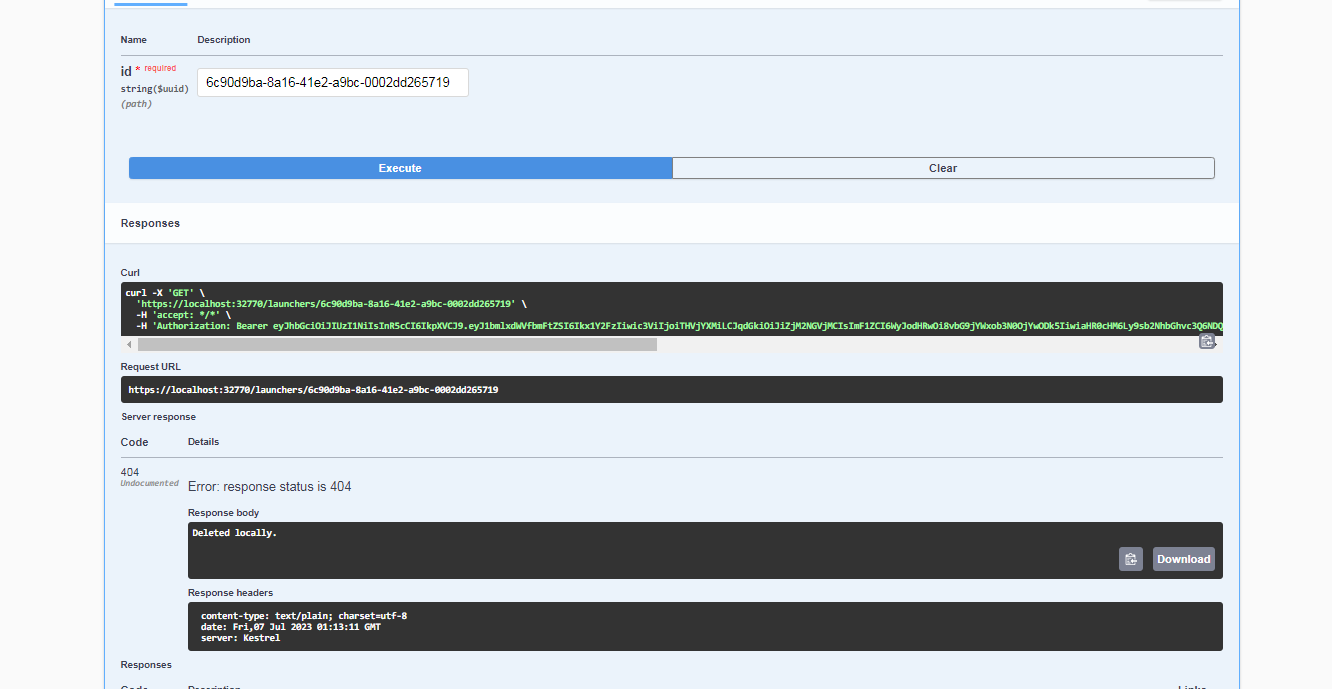 Name Description
id * required
string($uuid)
(path)
6c90d9ba-8a16-41e2-a9bc-0002dd265719
Execute Clear
Responses
Curl
curl -X 'GET' \
'https://localhost:32770/launchers/6c90d9ba-8a16-41e2-a9bc-0002dd265719' \
-H 'accept: */*' \
-H 'Authorization: Bearer
Request URL
https://localhost:32770/launchers/6c90d9ba-8a16-41e2-a9bc-0002dd265719
Server response
Code Details
404
Undocumented
Error: response status is 404
Response body
Deleted locally.
Download
Response headers
content-type: text/plain; charset=utf-8
date: Fri,07 Jul 2023 01:13:11 GMT
server: Kestrel
Responses
Code Description Links